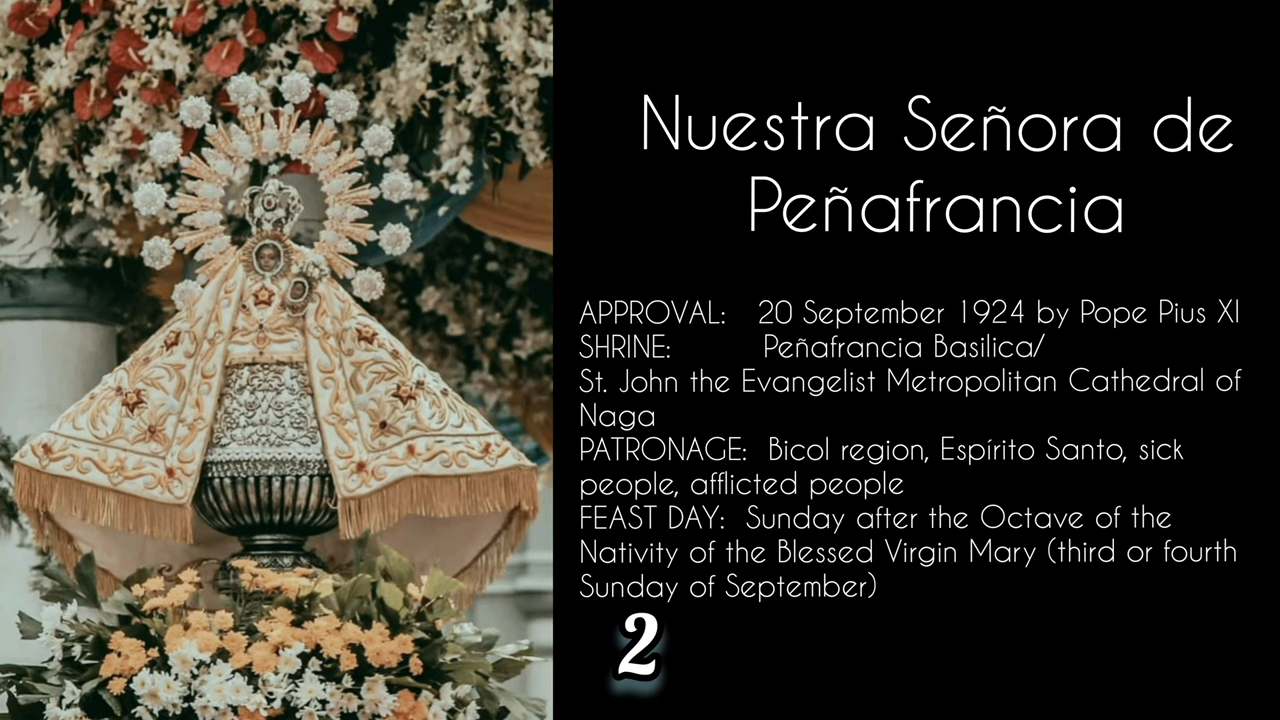 Nuestra Señora de
Peñafrancia
APPROVAL: 20 September 1924 by Pope Pius XI
SHRINE: Peñafrancia Basilica/
St. John the Evangelist Metropolitan Cathedral of
Naga
PATRONAGE: Bicol region, Espírito Santo, sick
people, afflicted people
FEAST DAY: Sunday after the Octave of the
Nativity of the Blessed Virgin Mary (third or fourth
Sunday of September)
2